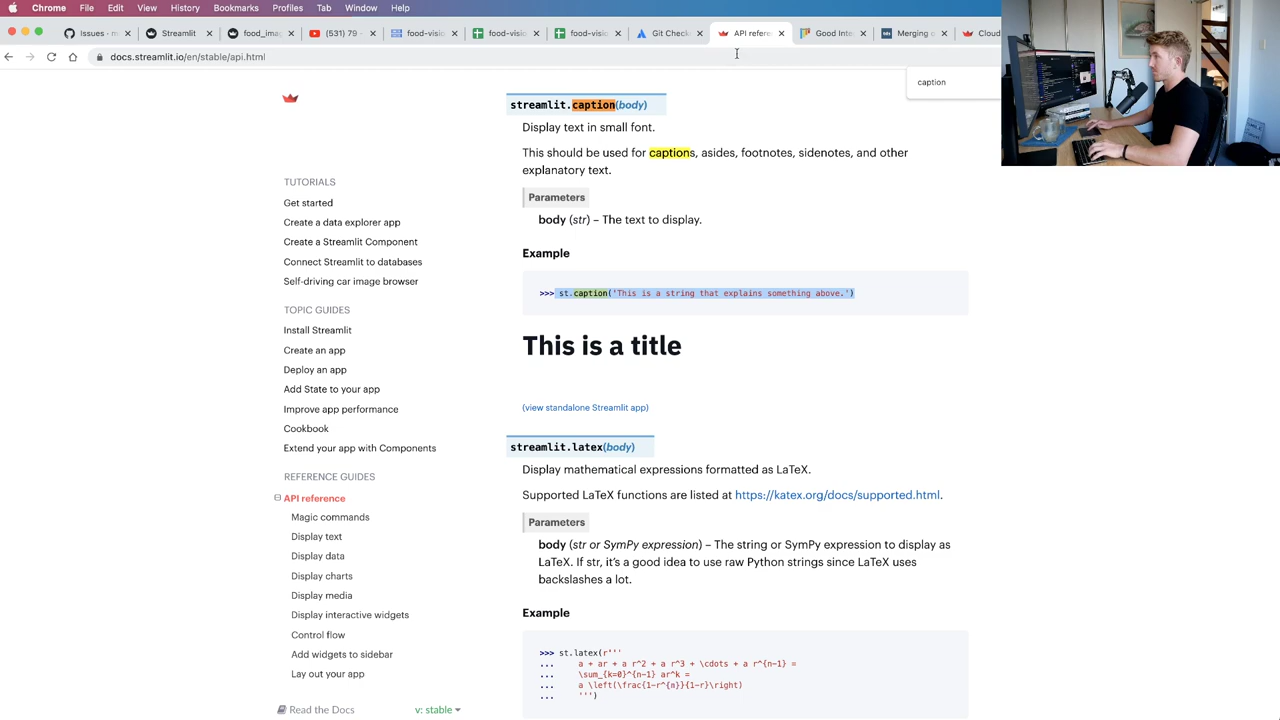 Chrome File Edit View History Bookmarks Profiles Tab Window Help
Issues · m
Streamlit
food_imag
(531) 79 -
food-vision
food-vision
food-vision
Git Check
API refere
Good Inte
Merging o
Cloud
docs.streamlit.io/en/stable/api.html
caption
TUTORIALS
Get started
Create a data explorer app
Create a Streamlit Component
Connect Streamlit to databases
Self-driving car image browser
TOPIC GUIDES
Install Streamlit
Create an app
Deploy an app
Add State to your app
Improve app performance
Cookbook
Extend your app with Components
REFERENCE GUIDES
API reference
Magic commands
Display text
Display data
Display charts
Display media
Display interactive widgets
Control flow
Add widgets to sidebar
Lay out your app
Read the Docs v: stable
streamlit.caption(body)
Display text in small font.
This should be used for captions, asides, footnotes, sidenotes, and other
explanatory text.
Parameters
body (str) – The text to display.
Example
>>> st.caption('This is a string that explains something above.')
This is a title
(view standalone Streamlit app)
streamlit.latex(body)
Display mathematical expressions formatted as LaTeX.
Supported LaTeX functions are listed at https://katex.org/docs/supported.html.
Parameters
body (str or SymPy expression) – The string or SymPy expression to display as
LaTeX. If str, it's a good idea to use raw Python strings since LaTeX uses
backslashes a lot.
Example
>>> st.latex(r'''
... a + ar + a r^2 + a r^3 + \cdots + a r^{n-1} =
... \sum_{k=0}^{n-1} ar^k =
... a \left(\frac{1-r^{n}}{1-r}\right)
... ''')